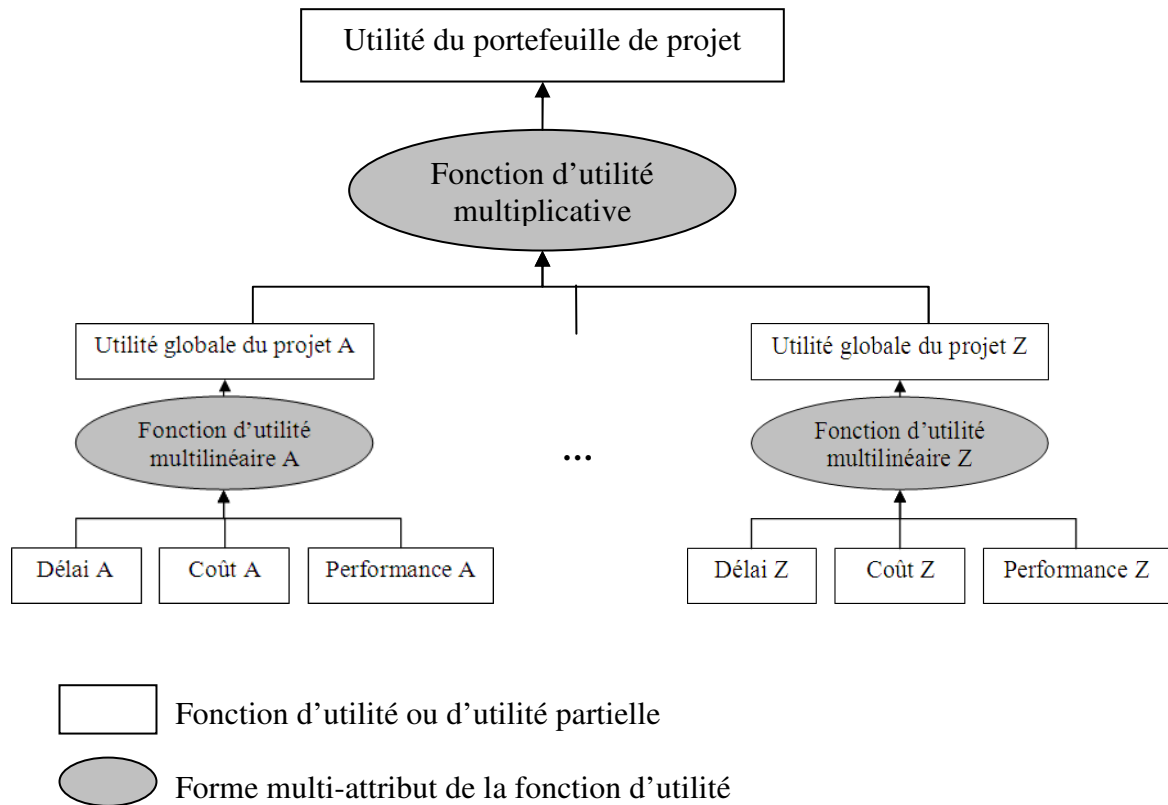 Utilité du portefeuille de projet
Fonction d’utilité
multiplicative
Utilité globale du projet A
Utilité globale du projet Z
Fonction d’utilité
multilinéaire A
...
Fonction d’utilité
multilinéaire Z
Délai A
Coût A
Performance A
Délai Z
Coût Z
Performance Z
Fonction d’utilité ou d’utilité partielle
Forme multi-attribut de la fonction d’utilité